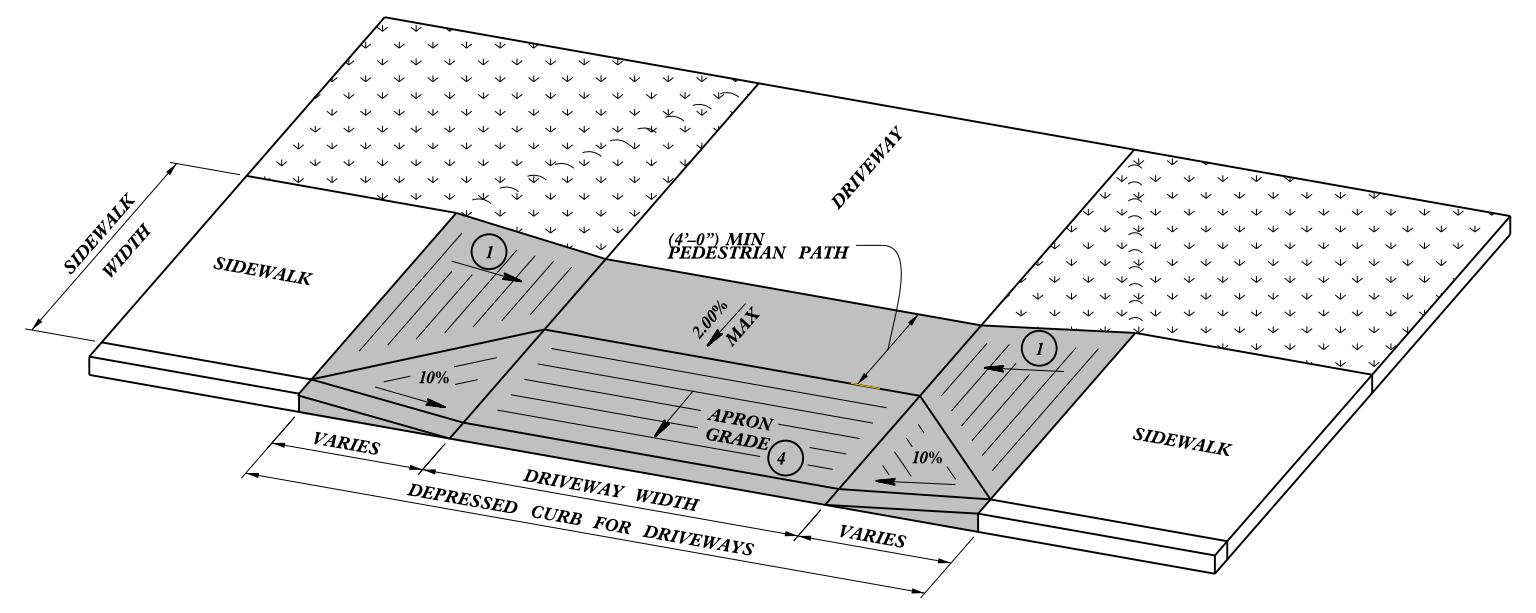 DRIVEWAY
SIDEWALK
WIDTH
(4'–0") MIN
PEDESTRIAN PATH
1
SIDEWALK
2.00%
MAX
1
10%
APRON
GRADE
4
10%
SIDEWALK
VARIES
DRIVEWAY WIDTH
VARIES
DEPRESSED CURB FOR DRIVEWAYS